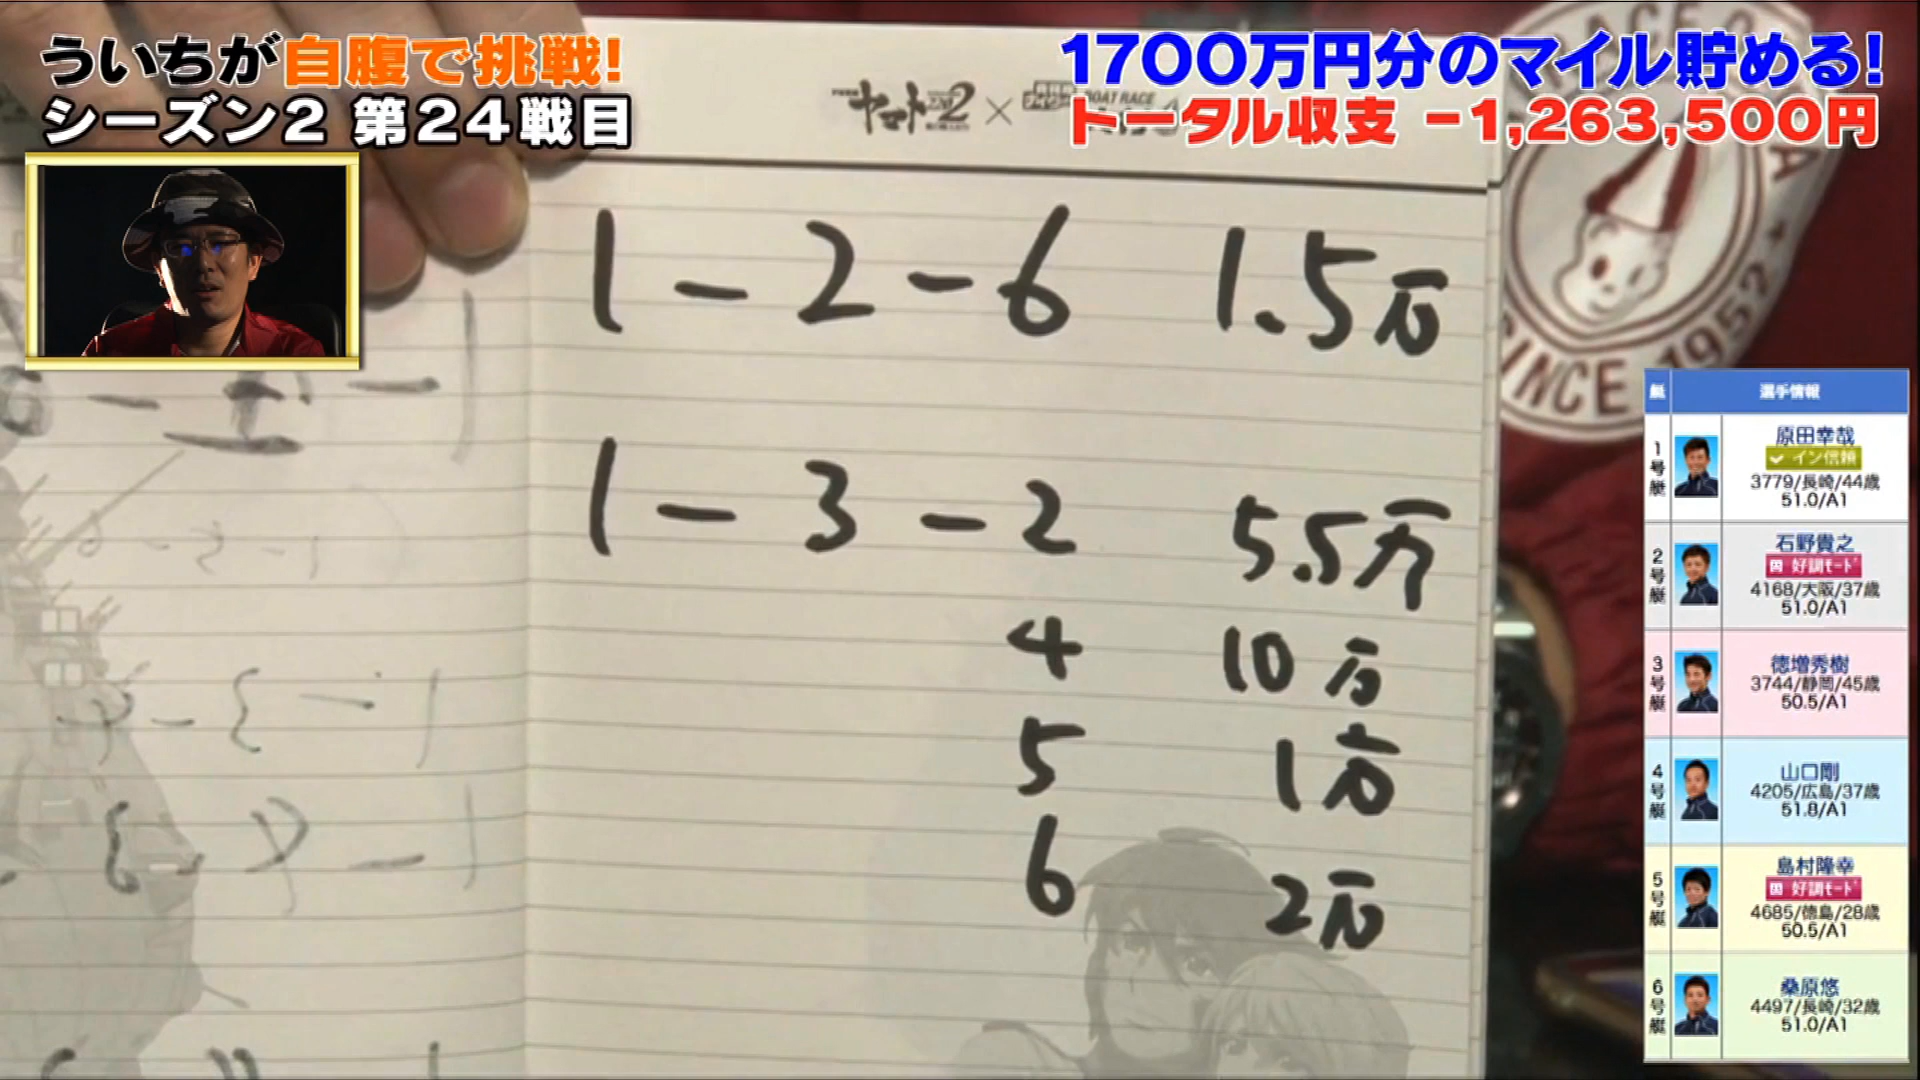 ういちが自腹で挑戦!
シーズン2 第24戦目
1700万円分のマイル貯める!
トータル収支 -1,263,500円
ヤマト2 × BOAT RACE
1-2-6 1.5万
1-3-2 5.5万
4 10万
5 1万
6 2万
SINCE 1952
艇 選手情報
1号艇
原田幸哉
イン信頼
3779/長崎/44歳
51.0/A1
2号艇
石野貴之
好調モード
4168/大阪/37歳
51.0/A1
3号艇
徳増秀樹
3744/静岡/45歳
50.5/A1
4号艇
山口剛
4205/広島/37歳
51.8/A1
5号艇
島村隆幸
好調モード
4685/徳島/28歳
50.5/A1
6号艇
桑原悠
4497/長崎/32歳
51.0/A1